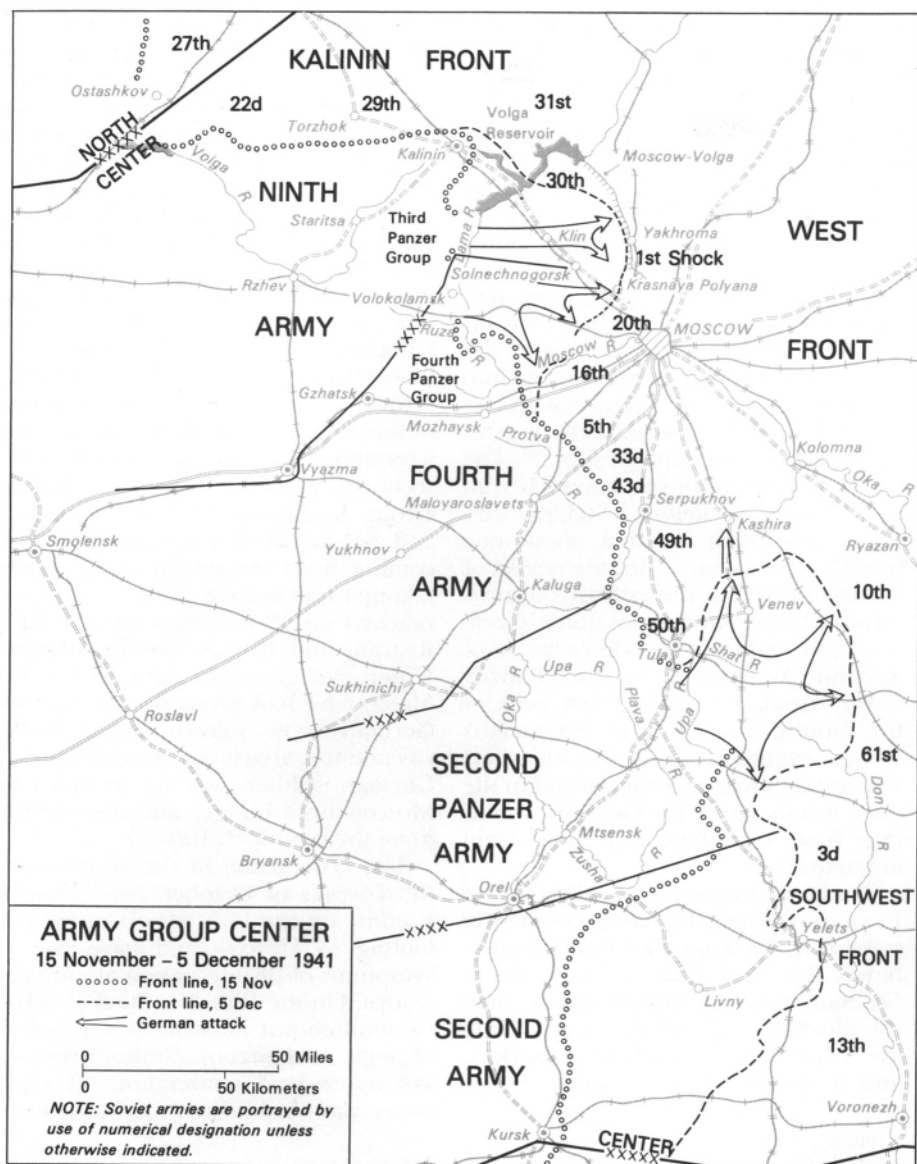 27th
KALININ FRONT
Ostashkov
22d
29th
31st
Volga
Reservoir
Torzhok
NORTH
CENTER
Volga
R
Kalinin
Moscow-Volga
30th
NINTH
Staritsa
Third
Panzer
Group
Lama R
Klin
Yakhroma
WEST
1st Shock
Solnechnogorsk
Krasnaya Polyana
Rzhev
Volokolamsk
ARMY
Ruza
R
20th
MOSCOW
Moscow R
FRONT
Fourth
Panzer
Group
16th
Gzhatsk
Mozhaysk
5th
Protva
R
Kolomna
Oka
R
33d
43d
Vyazma
FOURTH
Maloyaroslavets
Serpukhov
Kashira
Smolensk
Yukhnov
49th
Ryazan
ARMY
Kaluga
10th
Venev
50th
Tula
Shat R
Upa R
Oka R
Sukhinichi
Plava
Upa
Roslavl
R
R
SECOND
61st
Don
R
PANZER
Mtsensk
ARMY
Zusha
R
3d
Bryansk
Orel
SOUTHWEST
Yelets
FRONT
Livny
13th
SECOND
ARMY
Voronezh
Kursk
CENTER
ARMY GROUP CENTER
15 November – 5 December 1941
Front line, 15 Nov
Front line, 5 Dec
German attack
0 50 Miles
0 50 Kilometers
NOTE: Soviet armies are portrayed by
use of numerical designation unless
otherwise indicated.